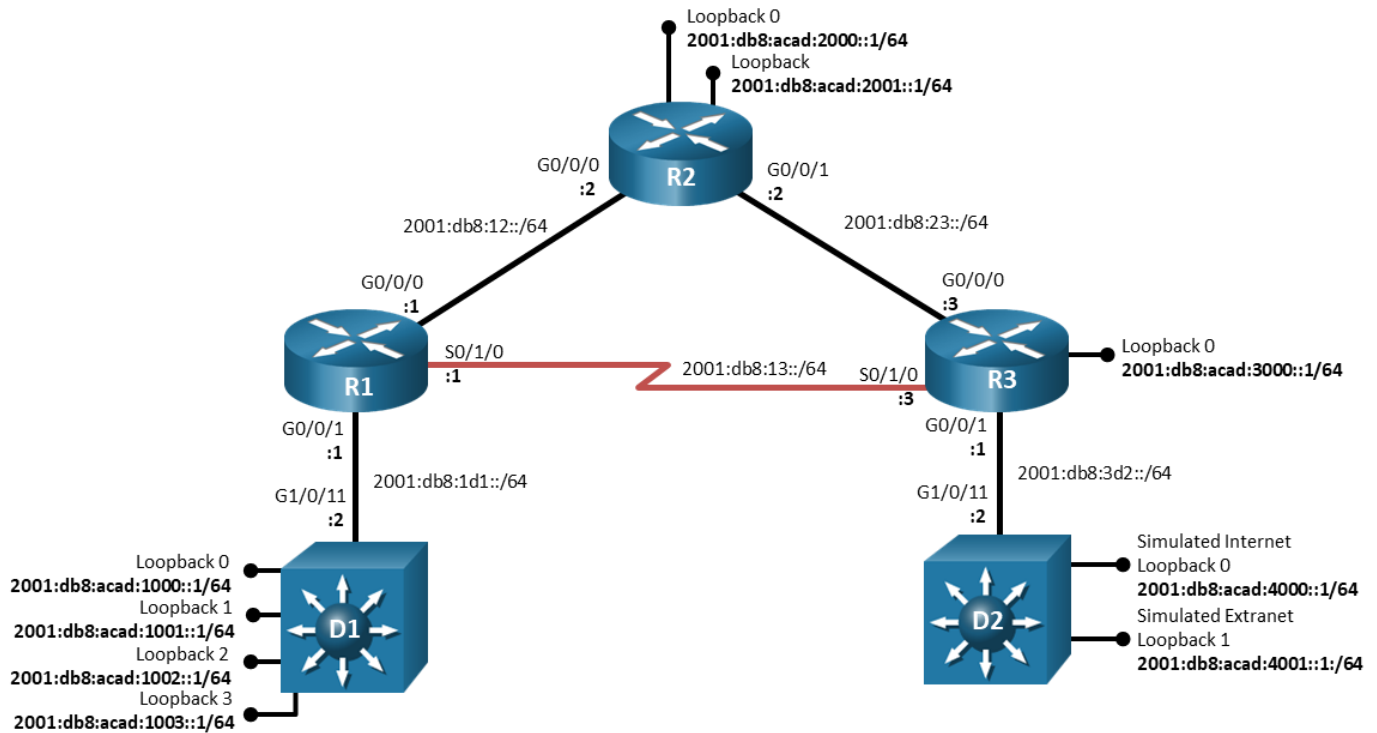 Loopback 0
2001:db8:acad:2000::1/64
Loopback
2001:db8:acad:2001::1/64
G0/0/0
:2
R2
G0/0/1
:2
2001:db8:12::/64
2001:db8:23::/64
G0/0/0
:1
G0/0/0
:3
R1
S0/1/0
:1
2001:db8:13::/64
S0/1/0
:3
R3
Loopback 0
2001:db8:acad:3000::1/64
G0/0/1
:1
2001:db8:1d1::/64
G1/0/11
:2
G0/0/1
:1
2001:db8:3d2::/64
G1/0/11
:2
Loopback 0
2001:db8:acad:1000::1/64
Loopback 1
2001:db8:acad:1001::1/64
Loopback 2
2001:db8:acad:1002::1/64
Loopback 3
2001:db8:acad:1003::1/64
D1
D2
Simulated Internet
Loopback 0
2001:db8:acad:4000::1/64
Simulated Extranet
Loopback 1
2001:db8:acad:4001::1:/64